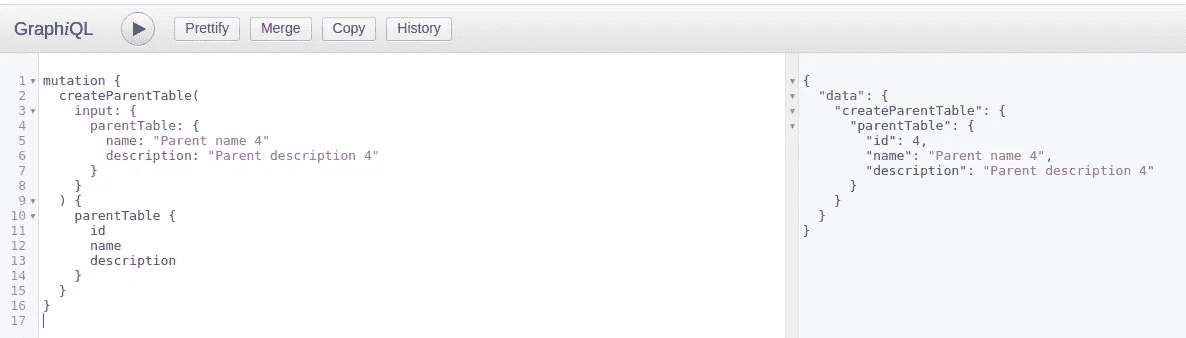 GraphiQL Prettify Merge Copy History
1 mutation {
2 createParentTable(
3 input: {
4 parentTable: {
5 name: "Parent name 4"
6 description: "Parent description 4"
7 }
8 }
9 ) {
10 parentTable {
11 id
12 name
13 description
14 }
15 }
16 }
17
{
"data": {
"createParentTable": {
"parentTable": {
"id": 4,
"name": "Parent name 4",
"description": "Parent description 4"
}
}
}
}